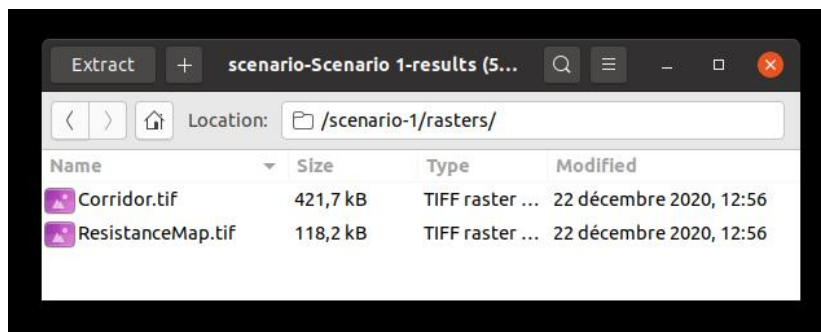 Extract + scenario-Scenario 1-results (5...
Location: /scenario-1/rasters/
Name Size Type Modified
Corridor.tif 421,7 kB TIFF raster ... 22 décembre 2020, 12:56
ResistanceMap.tif 118,2 kB TIFF raster ... 22 décembre 2020, 12:56